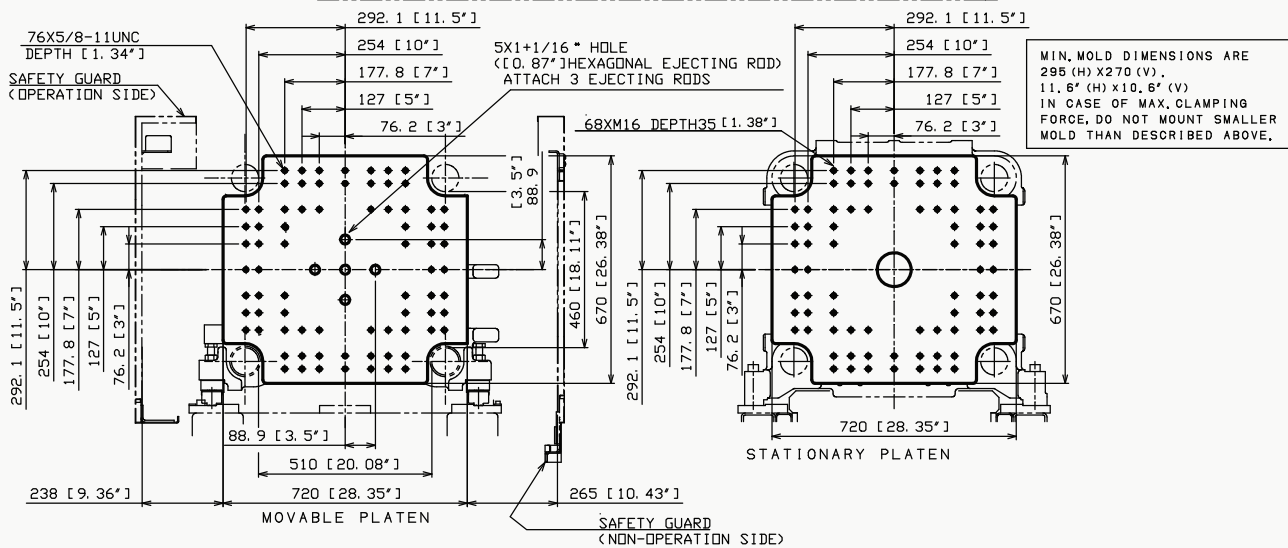 292.1 [11.5"]
254 [10"]
177.8 [7"]
127 [5"]
76.2 [3"]
76X5/8-11UNC
DEPTH [1.34"]
SAFETY GUARD
(OPERATION SIDE)
5X1+1/16" HOLE
([0.87"]HEXAGONAL EJECTING ROD)
ATTACH 3 EJECTING RODS
88.9
[3.5"]
292.1 [11.5"]
254 [10"]
177.8 [7"]
127 [5"]
76.2 [3"]
460 [18.11"]
670 [26.38"]
88.9 [3.5"]
510 [20.08"]
238 [9.36"]
720 [28.35"]
265 [10.43"]
MOVABLE PLATEN
SAFETY GUARD
(NON-OPERATION SIDE)
292.1 [11.5"]
254 [10"]
177.8 [7"]
127 [5"]
76.2 [3"]
68XM16 DEPTH35 [1.38"]
292.1 [11.5"]
254 [10"]
177.8 [7"]
127 [5"]
76.2 [3"]
670 [26.38"]
720 [28.35"]
STATIONARY PLATEN
MIN. MOLD DIMENSIONS ARE
295 (H) X270 (V).
11.6" (H) X10.6" (V)
IN CASE OF MAX. CLAMPING
FORCE, DO NOT MOUNT SMALLER
MOLD THAN DESCRIBED ABOVE.